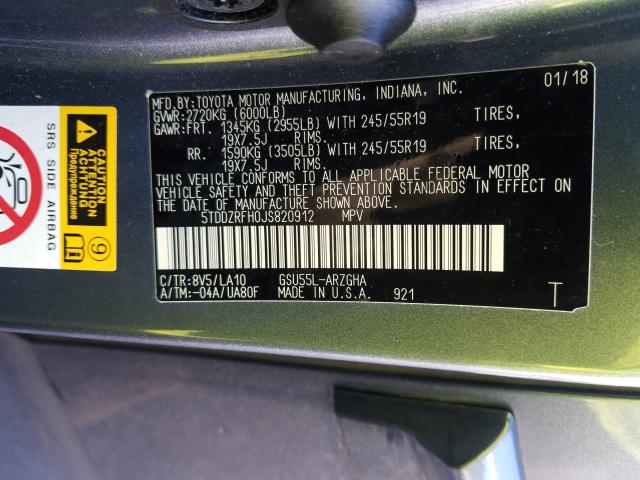 MFD.BY:TOYOTA MOTOR MANUFACTURING, INDIANA, INC. 01/18
GVWR:2720KG (6000LB)
GAWR:FRT. 1345KG (2955LB) WITH 245/55R19 TIRES,
19X7.5J RIMS.
RR. 1590KG (3505LB) WITH 245/55R19 TIRES,
19X7.5J RIMS.
THIS VEHICLE CONFORMS TO ALL APPLICABLE FEDERAL MOTOR
VEHICLE SAFETY AND THEFT PREVENTION STANDARDS IN EFFECT ON
THE DATE OF MANUFACTURE SHOWN ABOVE.
5TDDZRFH0JS820912 MPV
C/TR:8V5/LA10 GSU55L-ARZGHA
A/TM:-04A/UA80F MADE IN U.S.A. 921 T
SRS SIDE AIRBAG
CAUTION
ATTENTION
ACHTUNG
Предупреждение
9